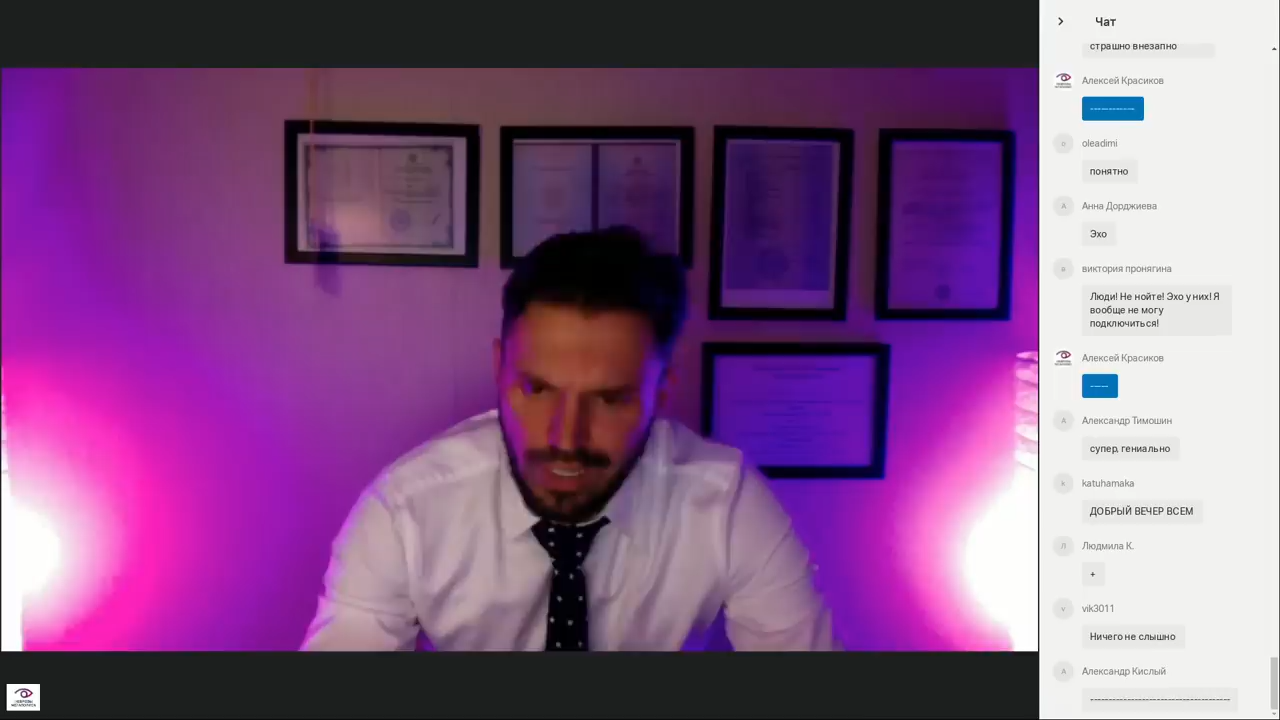 Чат
страшно внезапно
Алексей Красиков
----------------
oleadimi
понятно
Анна Дорджиева
Эхо
виктория пронягина
Люди! Не нойте! Эхо у них! Я
вообще не могу
подключиться!
Алексей Красиков
------
Александр Тимошин
супер, гениально
katuhamaka
ДОБРЫЙ ВЕЧЕР ВСЕМ
Людмила К.
+
vik3011
Ничего не слышно
Александр Кислый
--------------------------------------------------